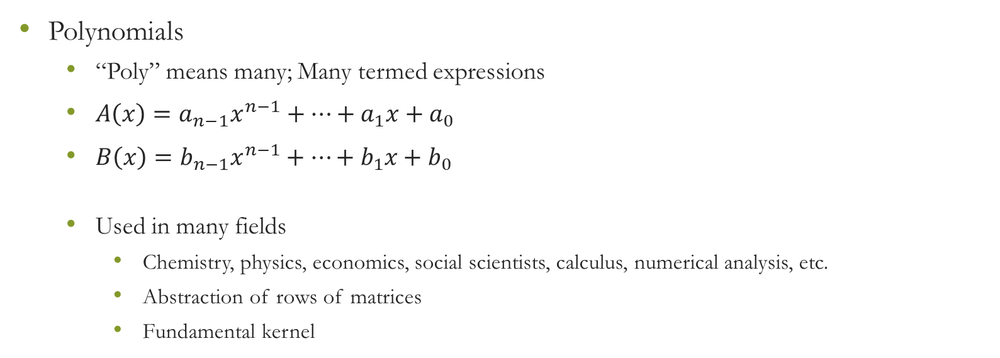 • Polynomials
• “Poly” means many; Many termed expressions
• $A(x) = a_{n-1}x^{n-1} + \cdots + a_1x + a_0$
• $B(x) = b_{n-1}x^{n-1} + \cdots + b_1x + b_0$
• Used in many fields
• Chemistry, physics, economics, social scientists, calculus, numerical analysis, etc.
• Abstraction of rows of matrices
• Fundamental kernel